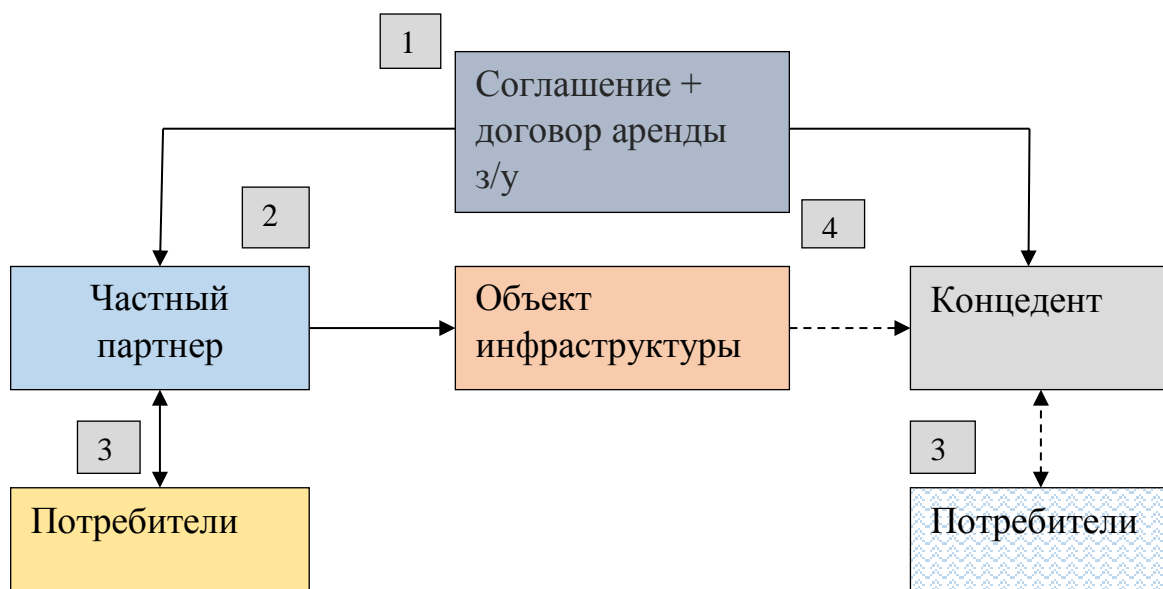 1
Соглашение +
договор аренды
з/у
2
4
Частный
партнер
Объект
инфраструктуры
Концедент
3
3
Потребители
Потребители